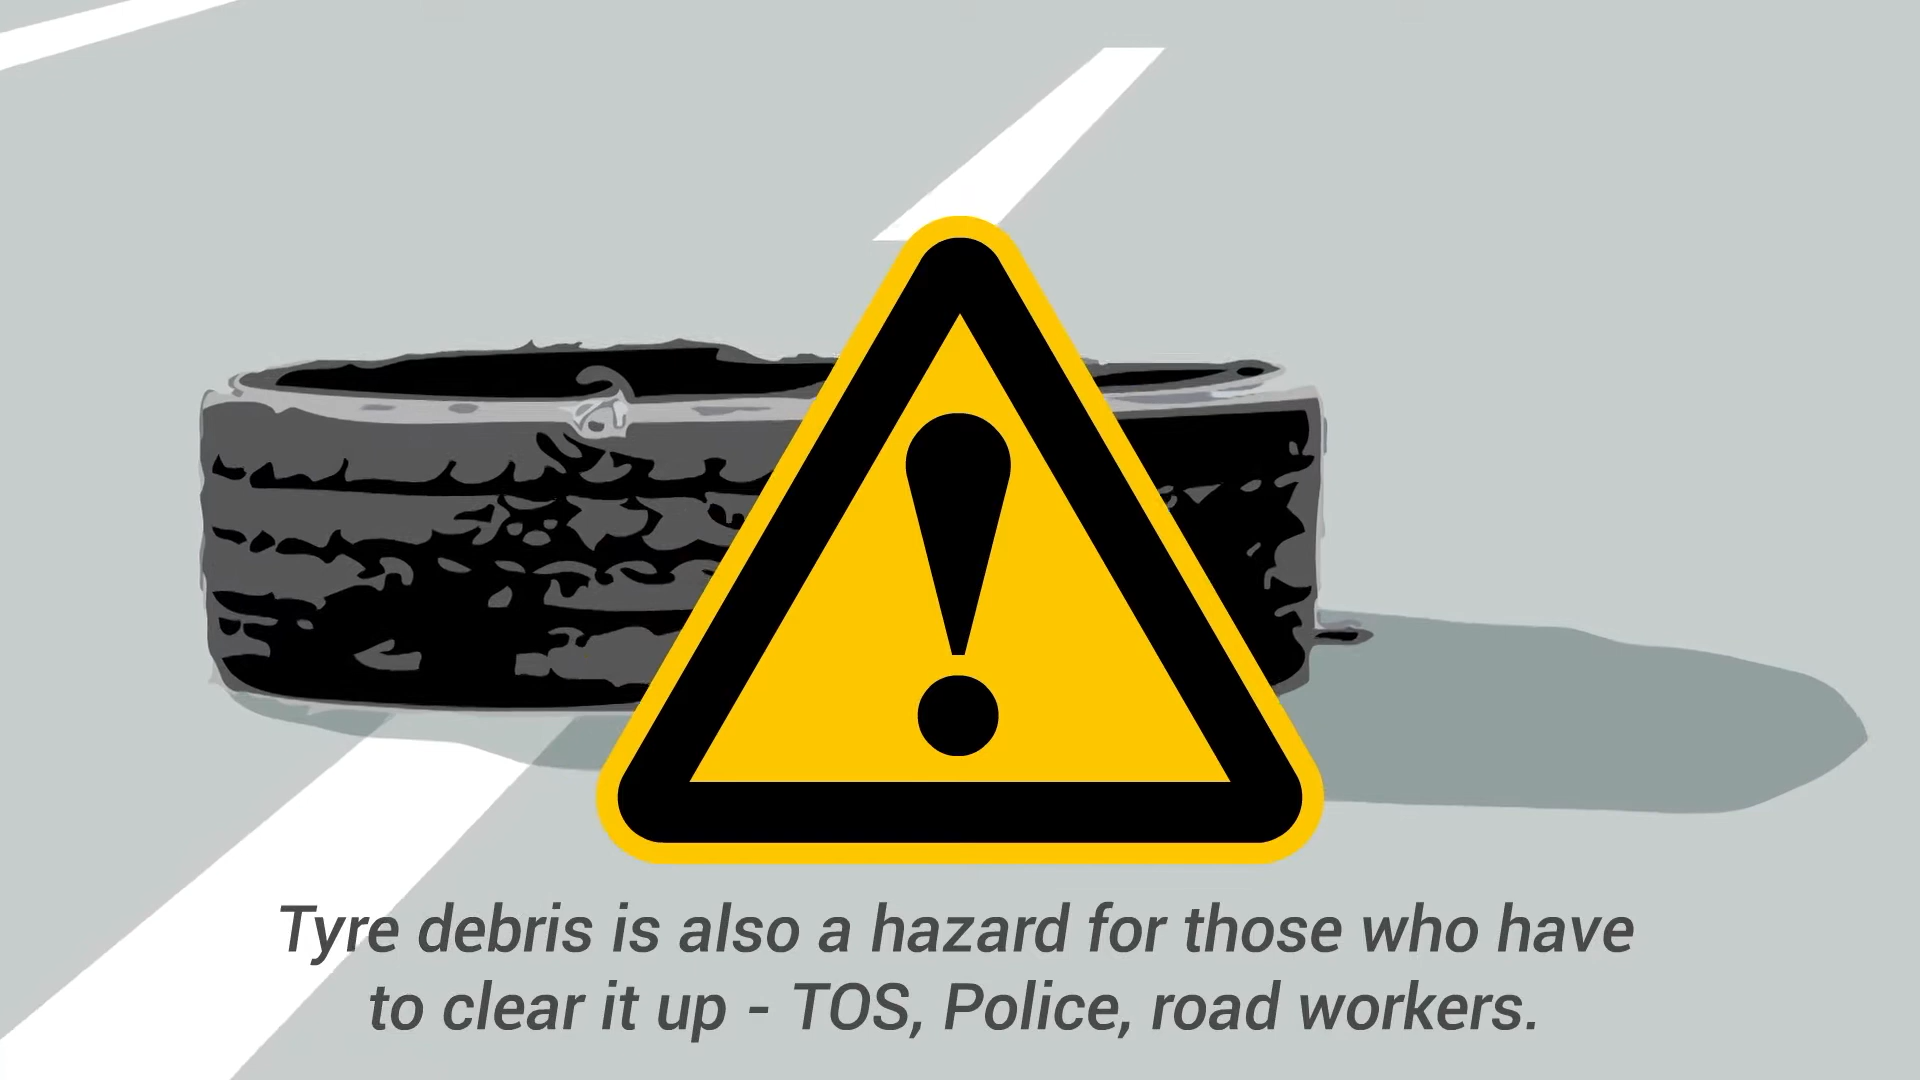 Tyre debris is also a hazard for those who have
to clear it up - TOS, Police, road workers.